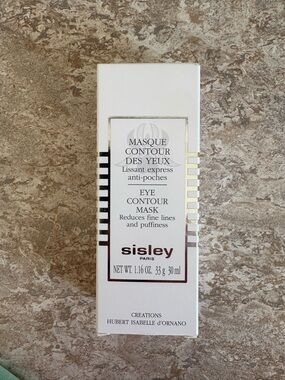 MASQUE
CONTOUR
DES YEUX
Lissant express
anti-poches
EYE
CONTOUR
MASK
Reduces fine lines
and puffiness
sisley
PARIS
NET WT. 1.16 OZ. 33 g 30 ml
CREATIONS
HUBERT ISABELLE d'ORNANO